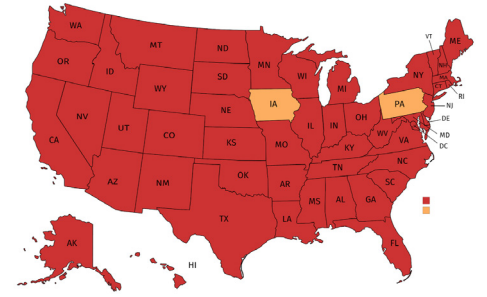 WA
MT
ND
MN
VT
ME
OR
ID
SD
WI
MI
NY
NH
MA
CT
RI
WY
IA
PA
NJ
NV
NE
IL
IN
OH
DE
UT
CO
KS
MO
WV
VA
MD
DC
CA
KY
AZ
NM
OK
AR
TN
NC
SC
MS
AL
GA
TX
LA
FL
AK
HI